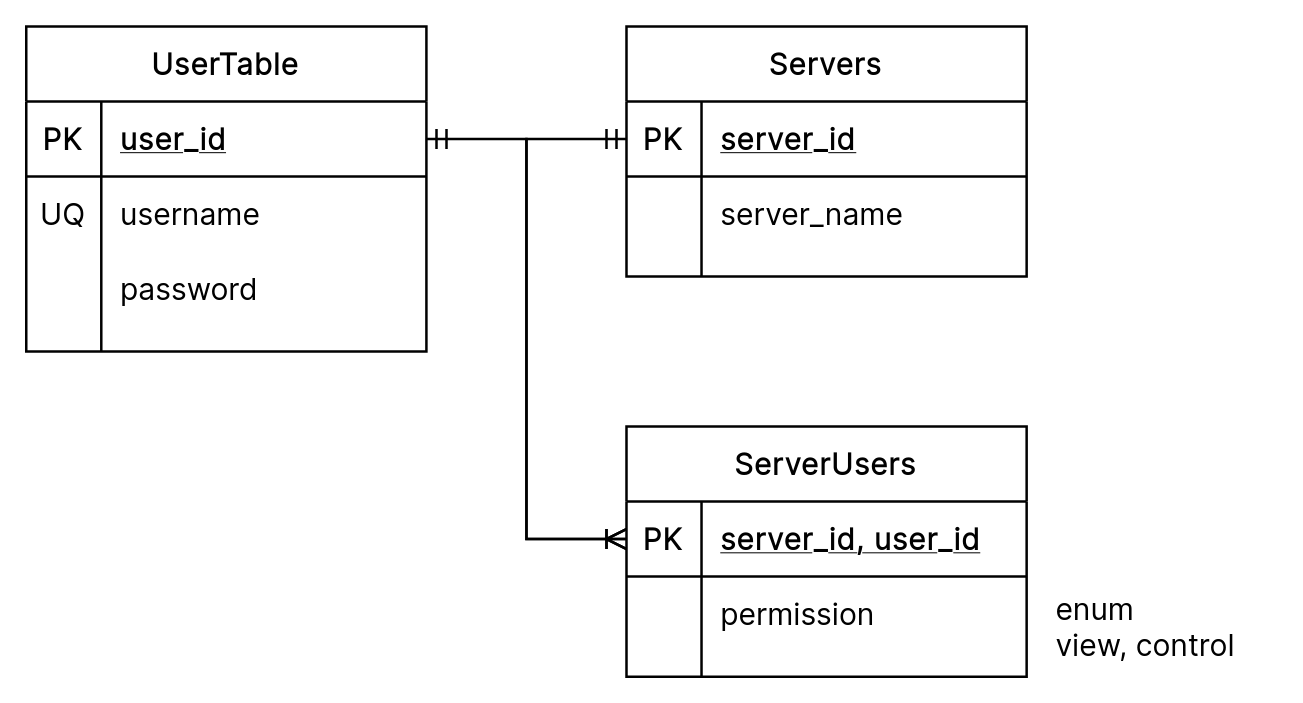 UserTable
PK user_id
UQ username
password
Servers
PK server_id
server_name
ServerUsers
PK server_id, user_id
permission
enum
view, control